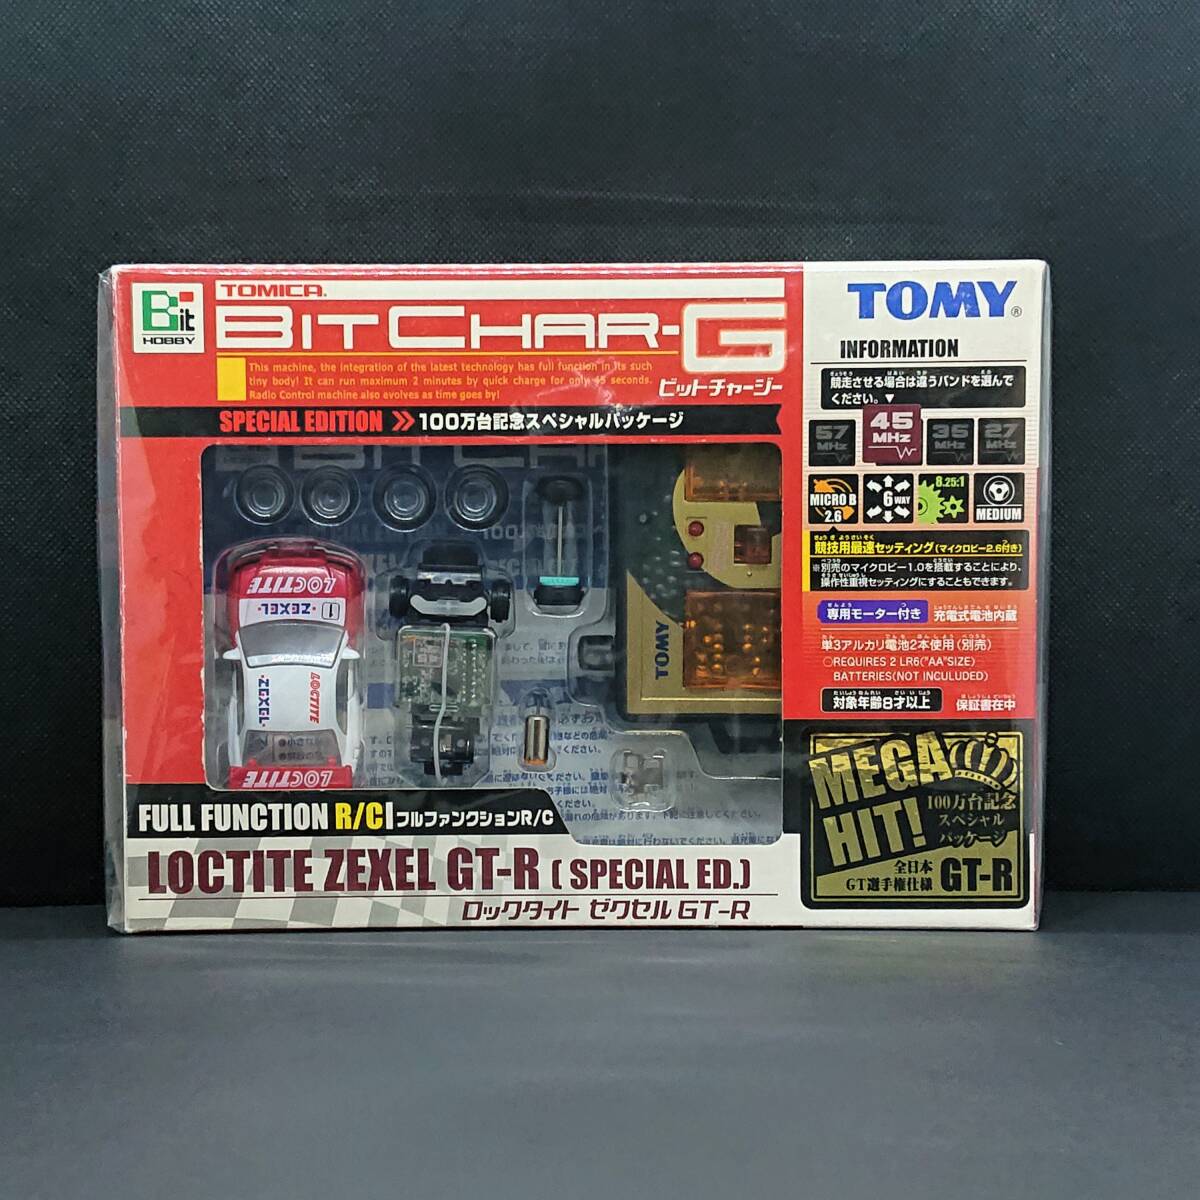 Bit
HOBBY
TOMICA
BIT CHAR-G
ビットチャージー
This machine, the integration of the latest technology has full function in its such
tiny body! It can run maximum 2 minutes by quick charge for only 45 seconds.
Radio Control machine also evolves as time goes by!
SPECIAL EDITION 100万台記念スペシャルパッケージ
TOMY®
INFORMATION
競走させる場合は違うバンドを選んで
ください。▼
57 MHz
45 MHz
35 MHz
27 MHz
MICRO B
2.6
6 WAY
8.25:1
MEDIUM
競技用最速セッティング(マイクロビー2.6付き)
※別売のマイクロビー1.0を搭載することにより、
操作性重視セッティングにすることもできます。
専用モーター付き 充電式電池内蔵
単3アルカリ電池2本使用(別売)
○REQUIRES 2 LR6("AA"SIZE)
BATTERIES(NOT INCLUDED)
対象年齢8才以上 保証書在中
LOCTITE
·ZEXEL· 1
·ZEXEL·
LOCTITE
LOCTITE
TOMY
FULL FUNCTION R/C フルファンクションR/C
LOCTITE ZEXEL GT-R (SPECIAL ED.)
ロックタイト ゼクセル GT-R
MEGA
HIT!
100万台記念
スペシャル
パッケージ
全日本
GT選手権仕様 GT-R